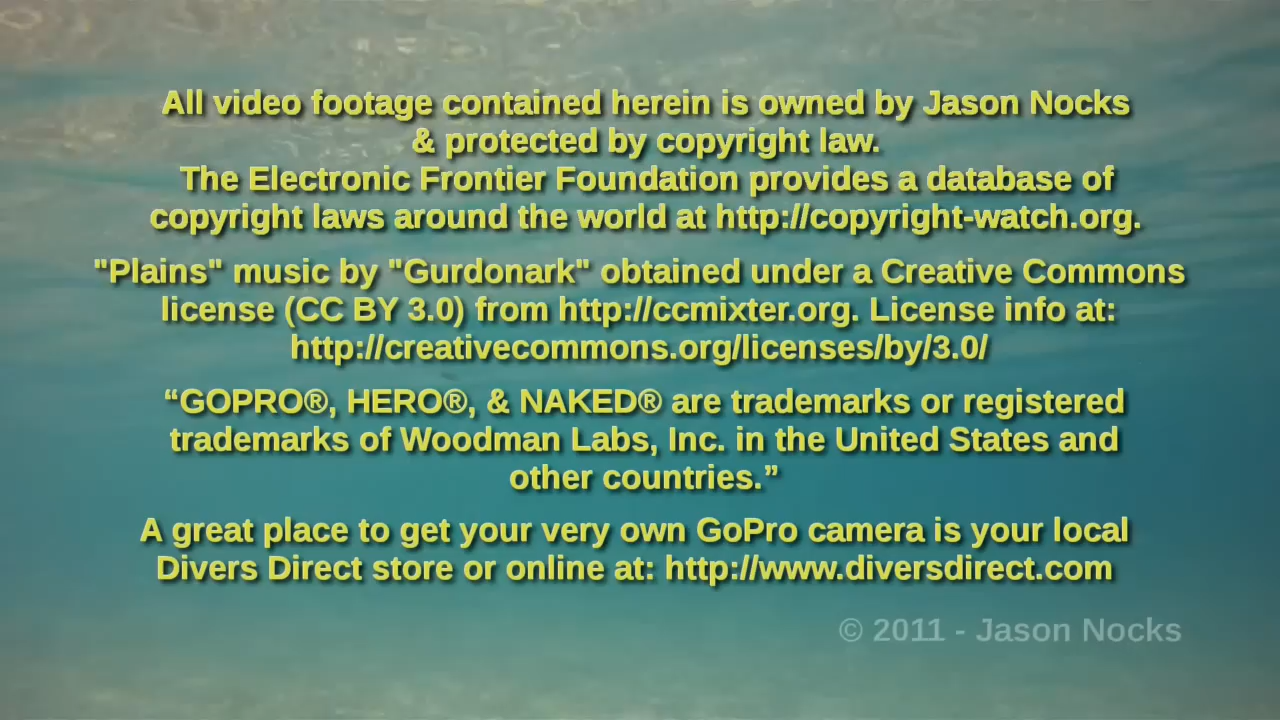 All video footage contained herein is owned by Jason Nocks
& protected by copyright law.
The Electronic Frontier Foundation provides a database of
copyright laws around the world at http://copyright-watch.org.
"Plains" music by "Gurdonark" obtained under a Creative Commons
license (CC BY 3.0) from http://ccmixter.org. License info at:
http://creativecommons.org/licenses/by/3.0/
“GOPRO®, HERO®, & NAKED® are trademarks or registered
trademarks of Woodman Labs, Inc. in the United States and
other countries.”
A great place to get your very own GoPro camera is your local
Divers Direct store or online at: http://www.diversdirect.com
© 2011 - Jason Nocks